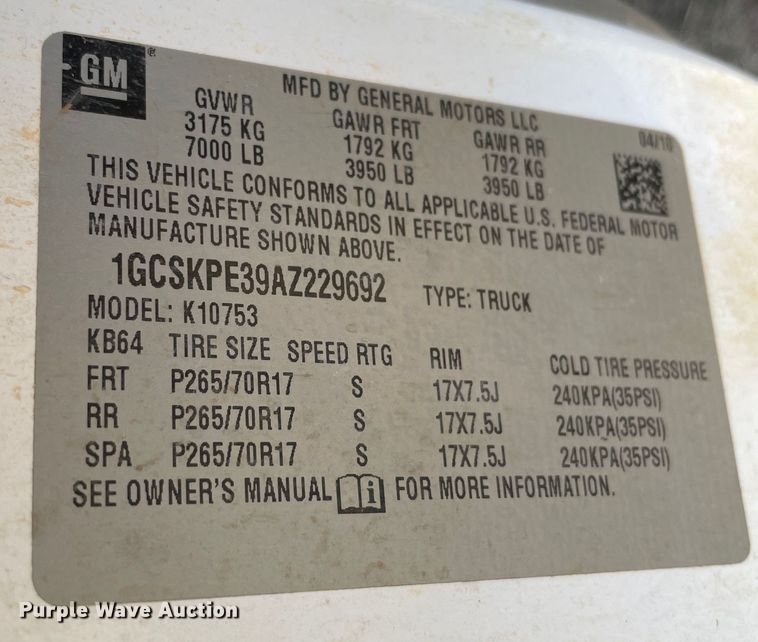 GM®
MFD BY GENERAL MOTORS LLC
04/10
GVWR GAWR FRT GAWR RR
3175 KG 1792 KG 1792 KG
7000 LB 3950 LB 3950 LB
THIS VEHICLE CONFORMS TO ALL APPLICABLE U.S. FEDERAL MOTOR
VEHICLE SAFETY STANDARDS IN EFFECT ON THE DATE OF
MANUFACTURE SHOWN ABOVE.
1GCSKPE39AZ229692 TYPE: TRUCK
MODEL: K10753
KB64 TIRE SIZE SPEED RTG RIM COLD TIRE PRESSURE
FRT P265/70R17 S 17X7.5J 240KPA(35PSI)
RR P265/70R17 S 17X7.5J 240KPA(35PSI)
SPA P265/70R17 S 17X7.5J 240KPA(35PSI)
SEE OWNER'S MANUAL i FOR MORE INFORMATION.
Purple Wave Auction